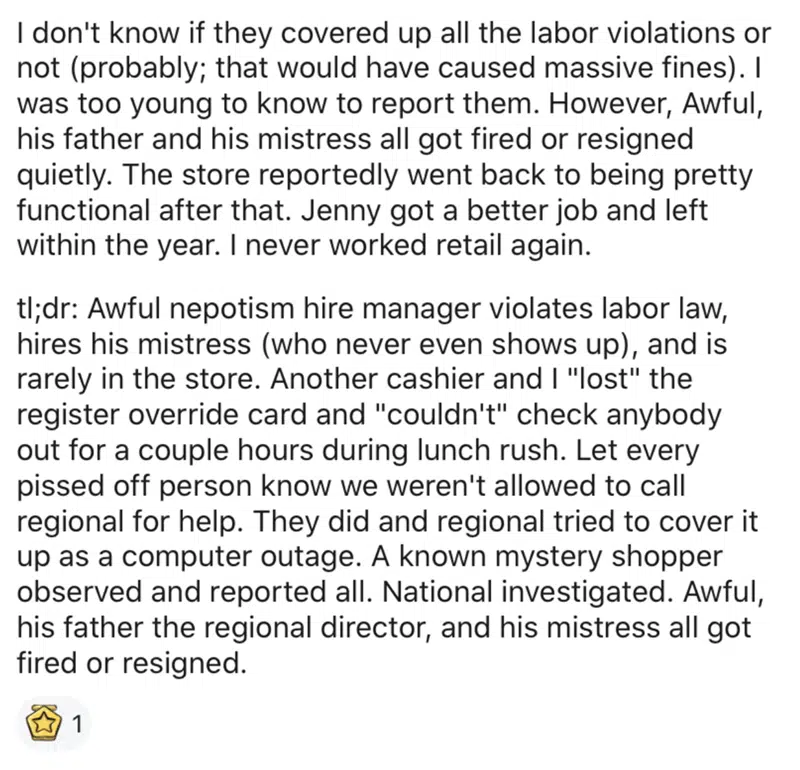 I don't know if they covered up all the labor violations or
not (probably; that would have caused massive fines). I
was too young to know to report them. However, Awful,
his father and his mistress all got fired or resigned
quietly. The store reportedly went back to being pretty
functional after that. Jenny got a better job and left
within the year. I never worked retail again.
tl;dr: Awful nepotism hire manager violates labor law,
hires his mistress (who never even shows up), and is
rarely in the store. Another cashier and I "lost" the
register override card and "couldn't" check anybody
out for a couple hours during lunch rush. Let every
pissed off person know we weren't allowed to call
regional for help. They did and regional tried to cover it
up as a computer outage. A known mystery shopper
observed and reported all. National investigated. Awful,
his father the regional director, and his mistress all got
fired or resigned.
1